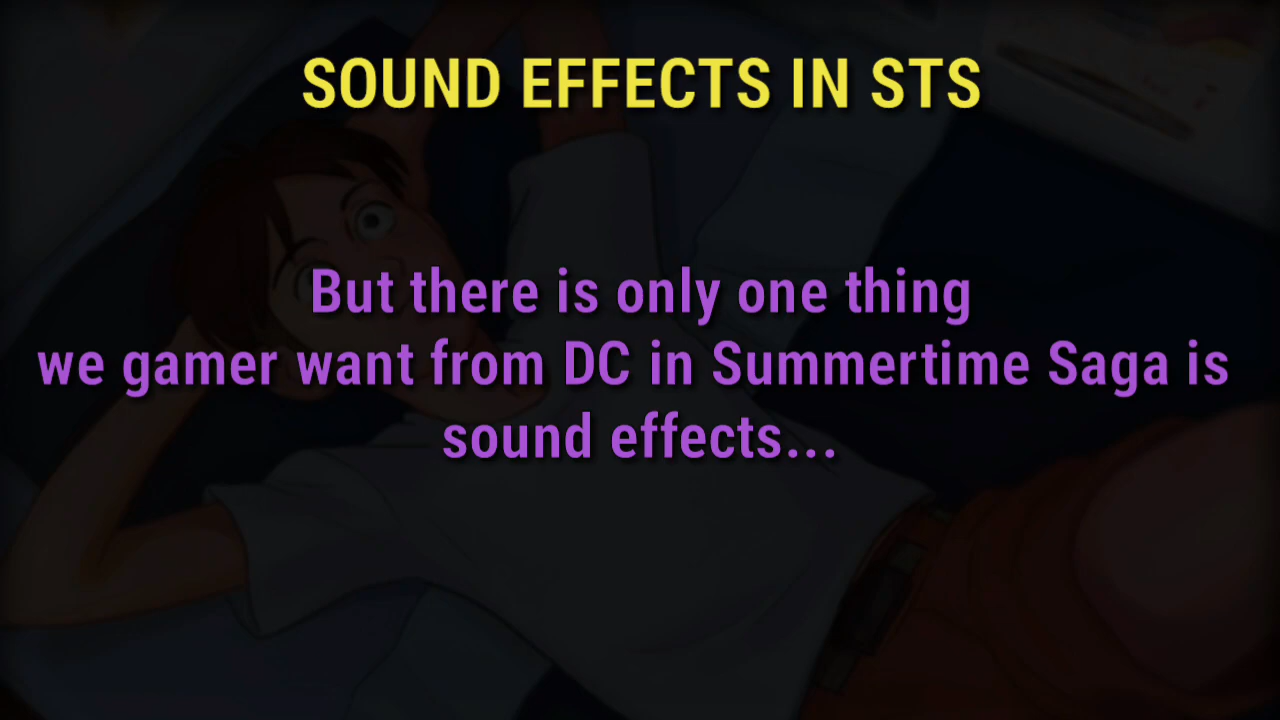 SOUND EFFECTS IN STS
But there is only one thing
we gamer want from DC in Summertime Saga is
sound effects...